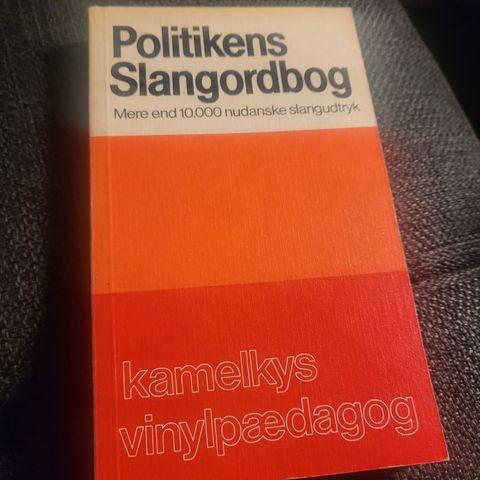 Politikens
Slangordbog
Mere end 10.000 nudanske slangudtryk
kamelkys
vinylpædagog